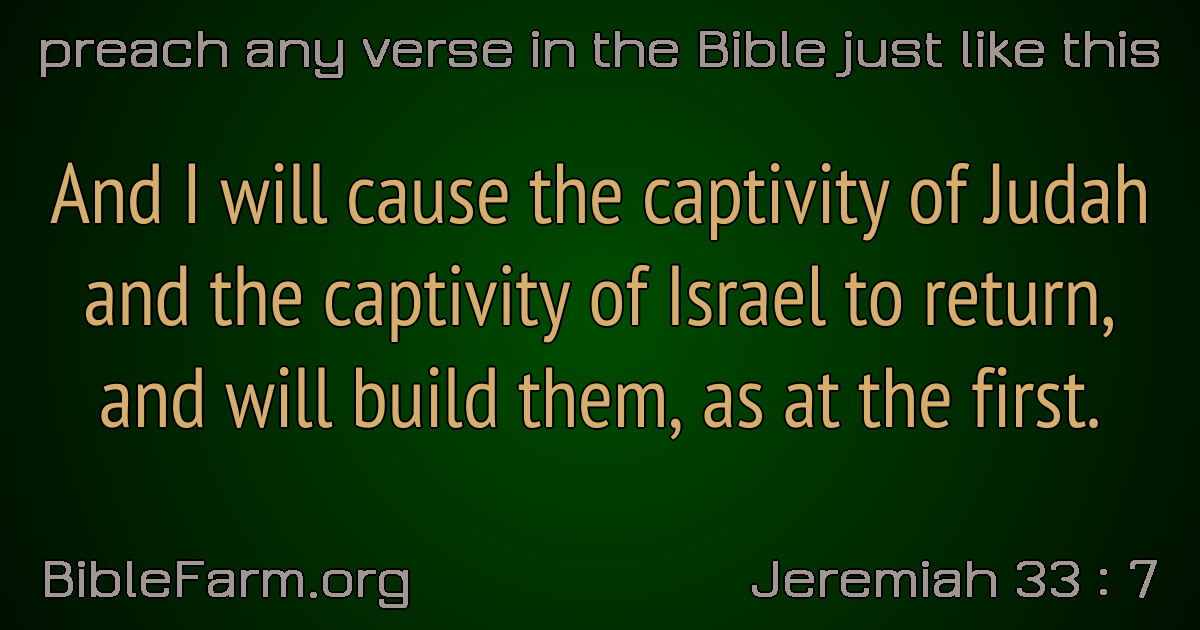 preach any verse in the Bible just like this
And I will cause the captivity of Judah
and the captivity of Israel to return,
and will build them, as at the first.
BibleFarm.org
Jeremiah 33 : 7